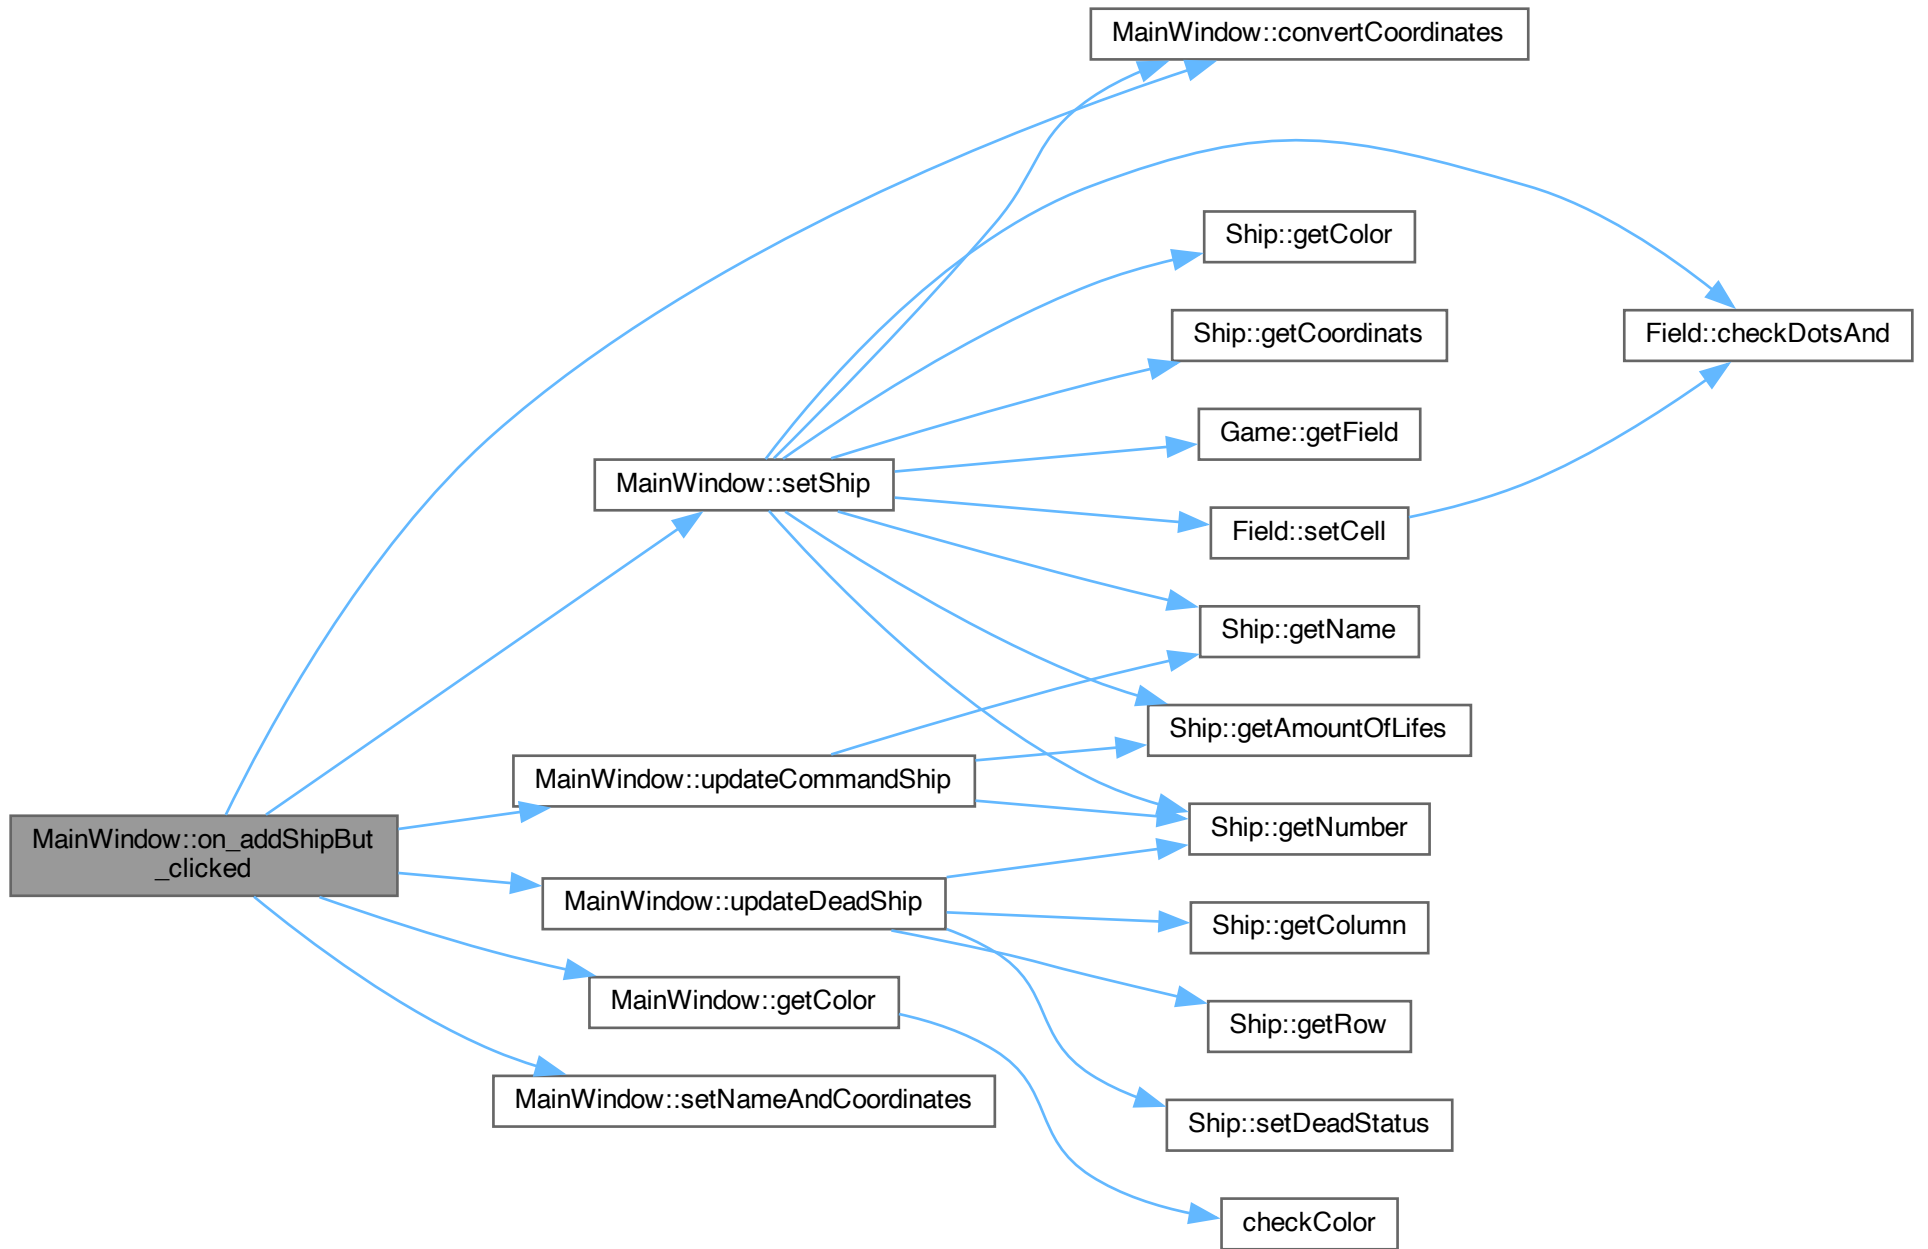 MainWindow::convertCoordinates
Ship::getColor
Ship::getCoordinats
Field::checkDotsAnd
Game::getField
MainWindow::setShip
Field::setCell
Ship::getName
Ship::getAmountOfLifes
MainWindow::updateCommandShip
Ship::getNumber
MainWindow::on_addShipBut
_clicked
MainWindow::updateDeadShip
Ship::getColumn
MainWindow::getColor
Ship::getRow
MainWindow::setNameAndCoordinates
Ship::setDeadStatus
checkColor